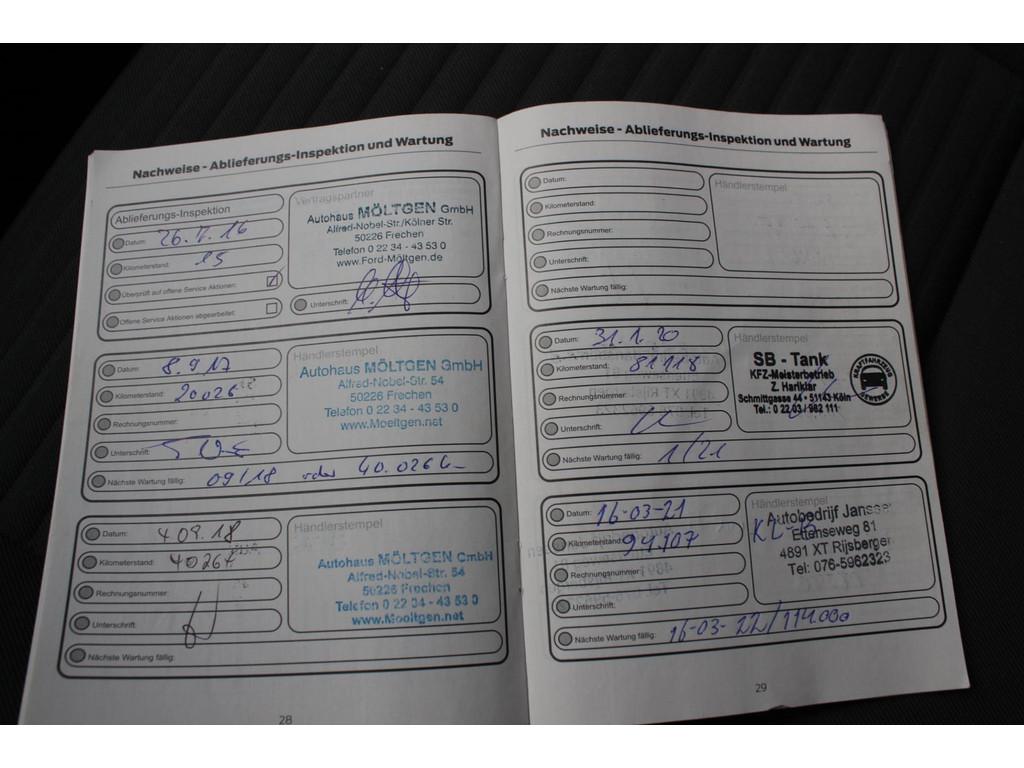 Nachweise - Ablieferungs-Inspektion und Wartung
Ablieferungs-Inspektion
Datum: 26.7.16
Kilometerstand: 15
Überprüft auf offene Service Aktionen:
Offene Service Aktionen abgearbeitet:
Vertragspartner
Autohaus MÖLTGEN GmbH
Alfred-Nobel-Str./Kölner Str.
50226 Frechen
Telefon 0 22 34 - 43 53 0
www.Ford-Möltgen.de
Unterschrift:
Datum: 8.9.17
Kilometerstand: 20026
Rechnungsnummer:
Unterschrift:
Händlerstempel
Autohaus MÖLTGEN GmbH
Alfred-Nobel-Str. 54
50226 Frechen
Telefon 0 22 34 - 43 53 0
www.Moeltgen.net
Nächste Wartung fällig: 09/18 oder 40.026
Datum: 409.18
Kilometerstand: 40267
Rechnungsnummer:
Unterschrift:
Händlerstempel
Autohaus MÖLTGEN GmbH
Alfred-Nobel-Str. 54
50226 Frechen
Telefon 0 22 34 - 43 53 0
www.Moeltgen.net
Nächste Wartung fällig:
28
Nachweise - Ablieferungs-Inspektion und Wartung
Datum:
Kilometerstand:
Rechnungsnummer:
Unterschrift:
Händlerstempel
Nächste Wartung fällig:
Datum: 31.1.20
Kilometerstand: 81118
Rechnungsnummer:
Unterschrift:
Händlerstempel
SB - Tank
KFZ-Meisterbetrieb
Z. Hariklar
Schmittgasse 44 • 51143 Köln
Tel.: 0 22 03 / 982 111
KRAFTFAHRZEUG GEWERBE
Nächste Wartung fällig: 1/21
Datum: 16-03-21
Kilometerstand: 94.107
Rechnungsnummer:
Unterschrift:
Händlerstempel
Autobedrijf Jansse
Ettenseweg 81
4891 XT Rijsbergen
Tel: 076-5962323
Nächste Wartung fällig: 16-03-22/114.000
29